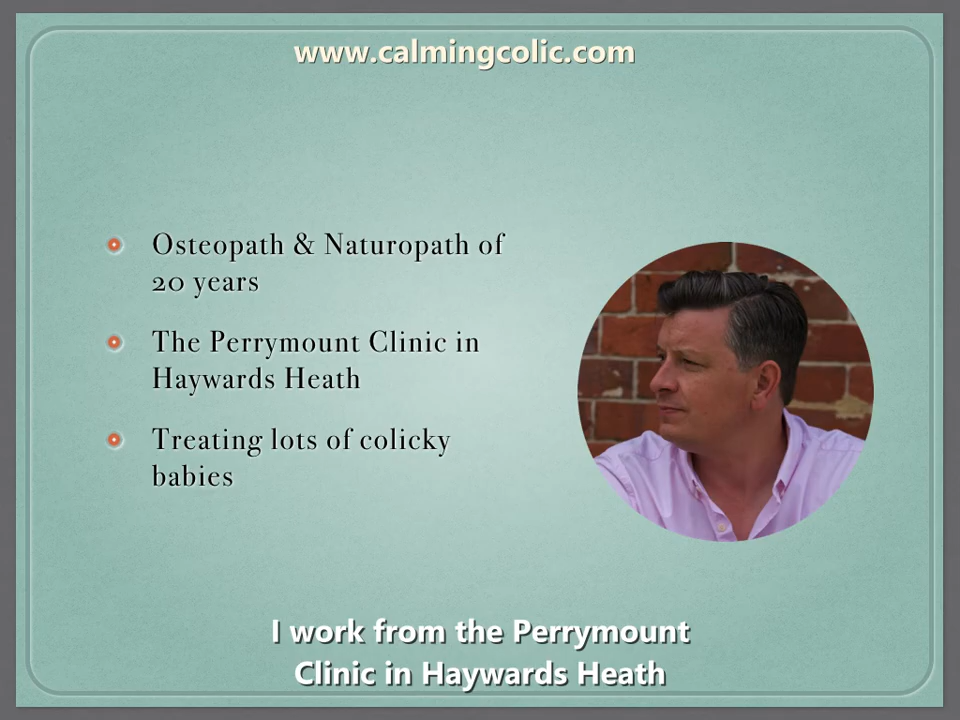 www.calmingcolic.com
Osteopath & Naturopath of
20 years
The Perrymount Clinic in
Haywards Heath
Treating lots of colicky
babies
I work from the Perrymount
Clinic in Haywards Heath